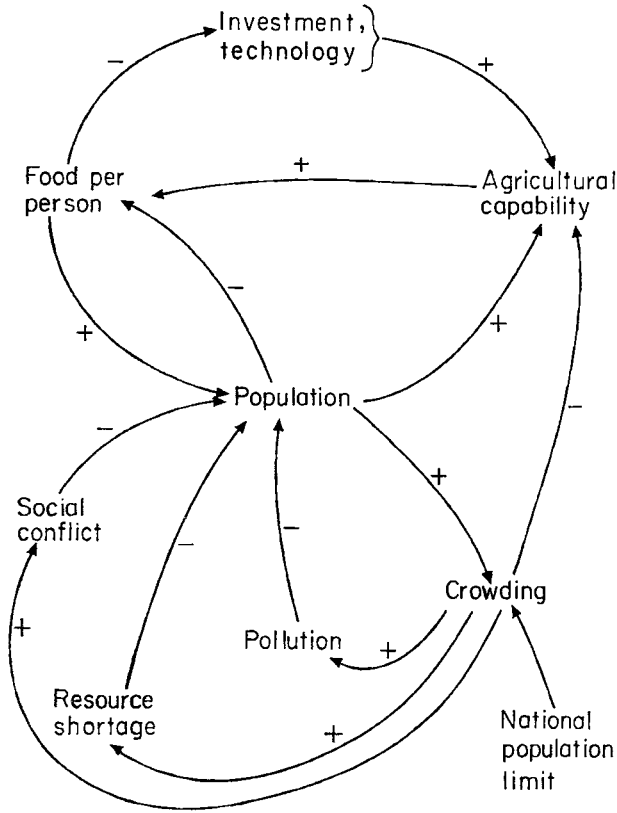 Investment,
technology
−
+
Food per
person
+
Agricultural
capability
−
+
+
Population
−
−
+
Social
conflict
−
−
Crowding
+
Pollution
+
Resource
shortage
+
National
population
limit